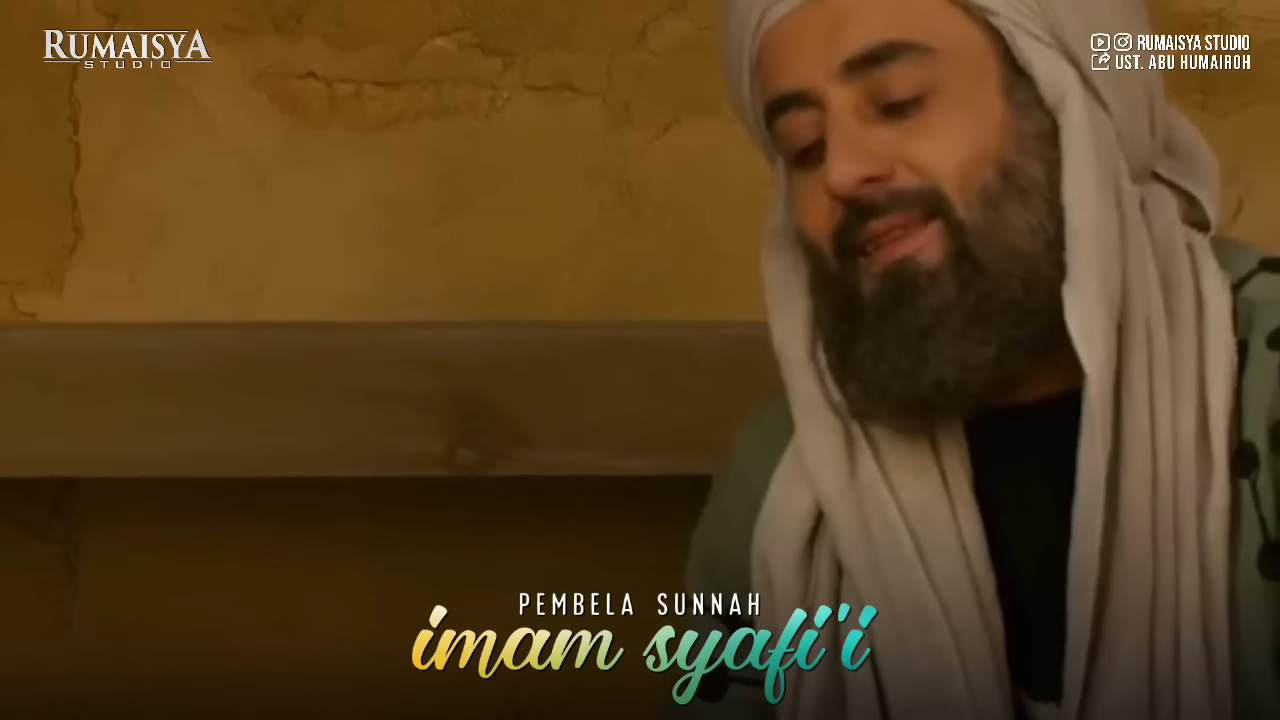 RUMAISYA
STUDIO
RUMAISYA STUDIO
UST. ABU HUMAIROH
PEMBELA SUNNAH
imam syafi'i